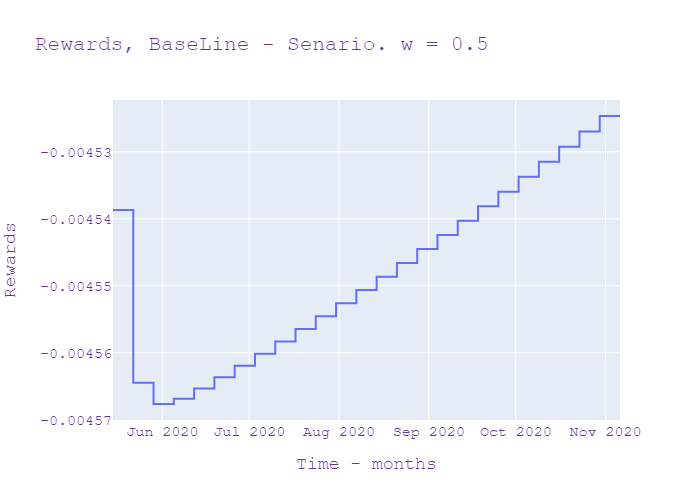 Rewards, BaseLine - Senario. w = 0.5
-0.00453
-0.00454
-0.00455
-0.00456
-0.00457
Rewards
Jun 2020 Jul 2020 Aug 2020 Sep 2020 Oct 2020 Nov 2020
Time - months